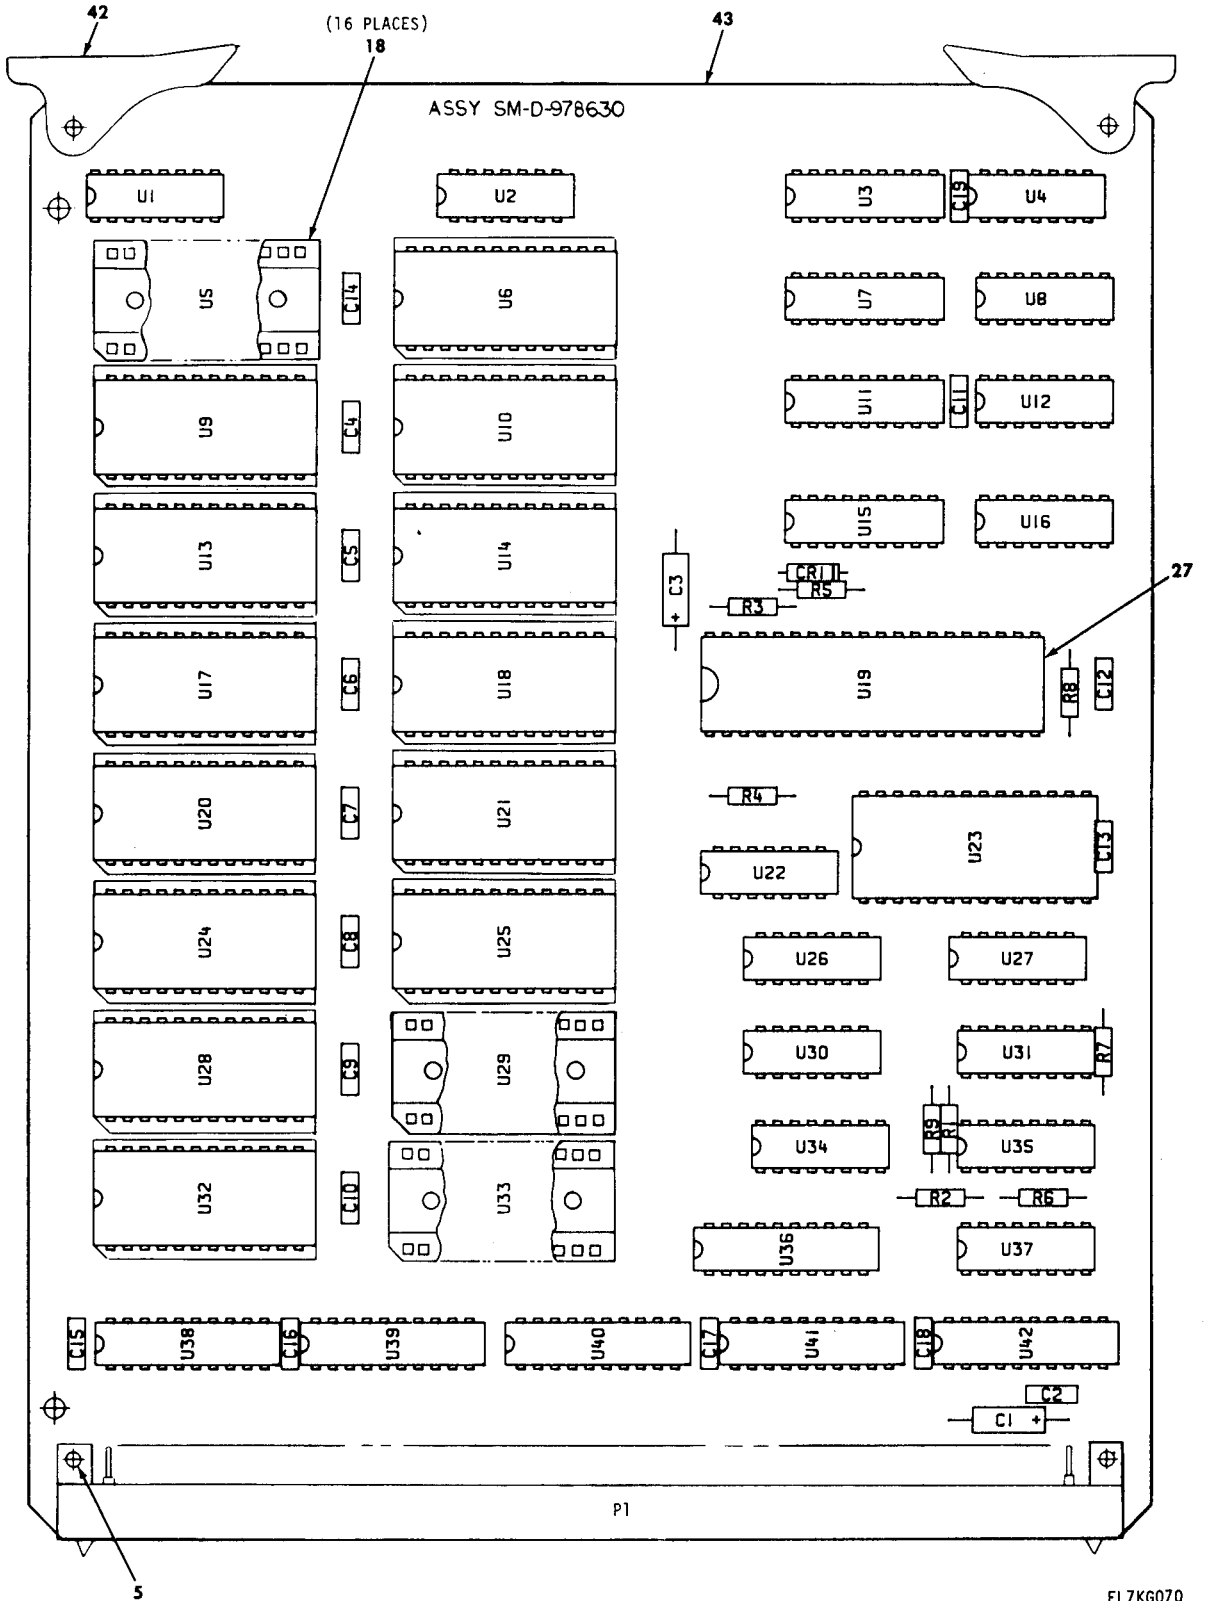 42
(16 PLACES)
18
43
ASSY SM-D-978630
U1
U2
U3
C19
U4
U5
C14
U6
U7
U8
U9
C4
U10
U11
C11
U12
U13
C5
U14
U15
U16
C3
+
CR1
R5
R3
27
U17
C6
U18
U19
R8
C12
U20
C7
U21
R4
U22
U23
C13
U24
C8
U25
U26
U27
U28
C9
U29
U30
U31
R7
U32
C10
U33
U34
R9
R1
U35
R2
R6
U36
U37
C15
U38
C16
U39
U40
C17
U41
C18
U42
C2
C1 +
P1
5
EL7KG070